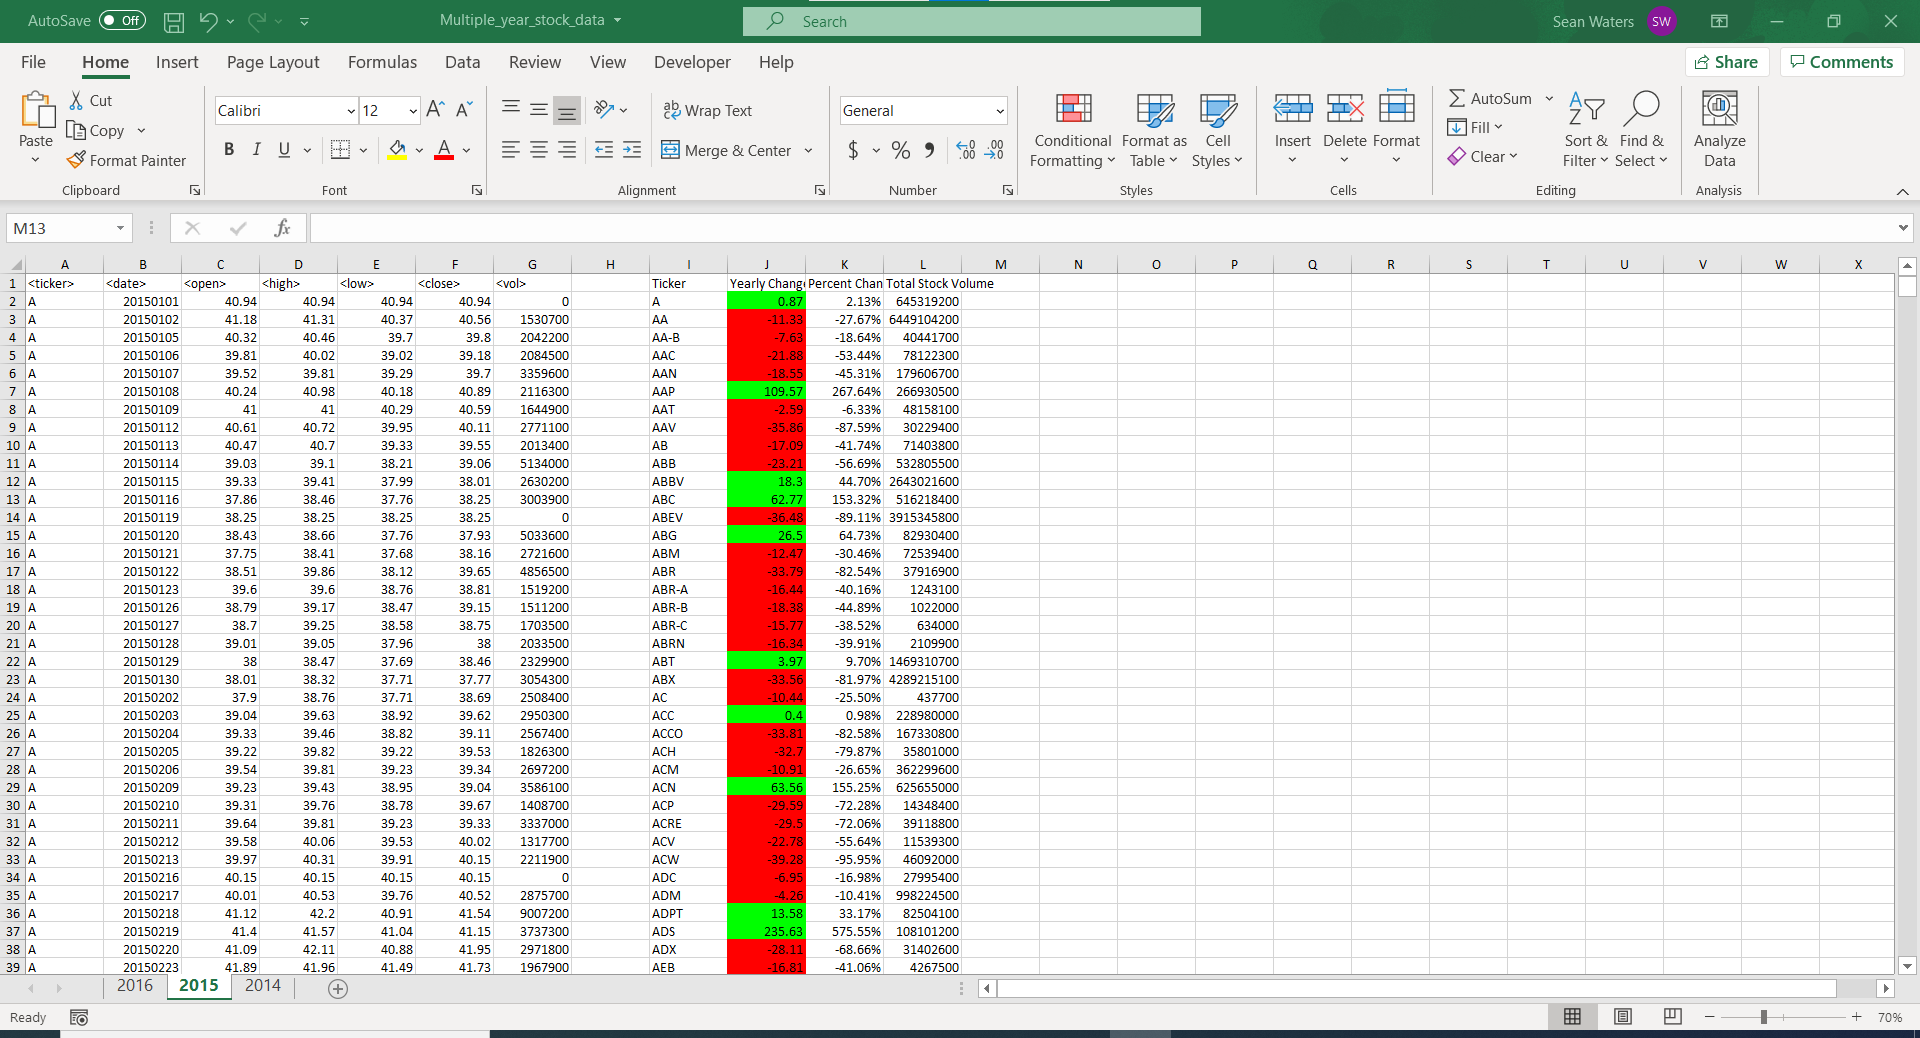 AutoSave Off Multiple_year_stock_data Search Sean Waters SW
File Home Insert Page Layout Formulas Data Review View Developer Help Share Comments
Paste Cut Copy Format Painter Clipboard
Calibri 12 B I U A Font
Wrap Text Merge & Center Alignment
General $ % Number
Conditional Formatting Format as Table Cell Styles Styles
Insert Delete Format Cells
AutoSum Fill Clear Sort & Filter Find & Select Editing
Analyze Data Analysis
M13 fx
A B C D E F G H I J K L M N O P Q R S T U V W X
1 <ticker> <date> <open> <high> <low> <close> <vol> Ticker Yearly Change Percent Chan Total Stock Volume
2 A 20150101 40.94 40.94 40.94 40.94 0 A 0.87 2.13% 645319200
3 A 20150102 41.18 41.31 40.37 40.56 1530700 AA -11.33 -27.67% 6449104200
4 A 20150105 40.32 40.46 39.7 39.8 2042200 AA-B -7.63 -18.64% 40441700
5 A 20150106 39.81 40.02 39.02 39.18 2084500 AAC -21.88 -53.44% 78122300
6 A 20150107 39.52 39.81 39.29 39.7 3359600 AAN -18.55 -45.31% 179606700
7 A 20150108 40.24 40.98 40.18 40.89 2116300 AAP 109.57 267.64% 266930500
8 A 20150109 41 41 40.29 40.59 1644900 AAT -2.59 -6.33% 48158100
9 A 20150112 40.61 40.72 39.95 40.11 2771100 AAV -35.86 -87.59% 30229400
10 A 20150113 40.47 40.7 39.33 39.55 2013400 AB -17.09 -41.74% 71403800
11 A 20150114 39.03 39.1 38.21 39.06 5134000 ABB -23.21 -56.69% 532805500
12 A 20150115 39.33 39.41 37.99 38.01 2630200 ABBV 18.3 44.70% 2643021600
13 A 20150116 37.86 38.46 37.76 38.25 3003900 ABC 62.77 153.32% 516218400
14 A 20150119 38.25 38.25 38.25 38.25 0 ABEV -36.48 -89.11% 3915345800
15 A 20150120 38.43 38.66 37.76 37.93 5033600 ABG 26.5 64.73% 82930400
16 A 20150121 37.75 38.41 37.68 38.16 2721600 ABM -12.47 -30.46% 72539400
17 A 20150122 38.51 39.86 38.12 39.65 4856500 ABR -33.79 -82.54% 37916900
18 A 20150123 39.6 39.6 38.76 38.81 1519200 ABR-A -16.44 -40.16% 1243100
19 A 20150126 38.79 39.17 38.47 39.15 1511200 ABR-B -18.38 -44.89% 1022000
20 A 20150127 38.7 39.25 38.58 38.75 1703500 ABR-C -15.77 -38.52% 634000
21 A 20150128 39.01 39.05 37.96 38 2033500 ABRN -16.34 -39.91% 2109900
22 A 20150129 38 38.47 37.69 38.46 2329900 ABT 3.97 9.70% 1469310700
23 A 20150130 38.01 38.32 37.71 37.77 3054300 ABX -33.56 -81.97% 4289215100
24 A 20150202 37.9 38.76 37.71 38.69 2508400 AC -10.44 -25.50% 437700
25 A 20150203 39.04 39.63 38.92 39.62 2950300 ACC 0.4 0.98% 228980000
26 A 20150204 39.33 39.46 38.82 39.11 2567400 ACCO -33.81 -82.58% 167330800
27 A 20150205 39.22 39.82 39.22 39.53 1826300 ACH -32.7 -79.87% 35801000
28 A 20150206 39.54 39.81 39.23 39.34 2697200 ACM -10.91 -26.65% 362299600
29 A 20150209 39.23 39.43 38.95 39.04 3586100 ACN 63.56 155.25% 625655000
30 A 20150210 39.31 39.76 38.78 39.67 1408700 ACP -29.59 -72.28% 14348400
31 A 20150211 39.64 39.81 39.23 39.33 3337000 ACRE -29.5 -72.06% 39118800
32 A 20150212 39.58 40.06 39.53 40.02 1317700 ACV -22.78 -55.64% 11539300
33 A 20150213 39.97 40.31 39.91 40.15 2211900 ACW -39.28 -95.95% 46092000
34 A 20150216 40.15 40.15 40.15 40.15 0 ADC -6.95 -16.98% 27995400
35 A 20150217 40.01 40.53 39.76 40.52 2875700 ADM -4.26 -10.41% 998224500
36 A 20150218 41.12 42.2 40.91 41.54 9007200 ADPT 13.58 33.17% 82504100
37 A 20150219 41.4 41.57 41.04 41.15 3737300 ADS 235.63 575.55% 108101200
38 A 20150220 41.09 42.11 40.88 41.95 2971800 ADX -28.11 -68.66% 31402600
39 A 20150223 41.89 41.96 41.49 41.73 1967900 AEB -16.81 -41.06% 4267500
2016 2015 2014
Ready 70%